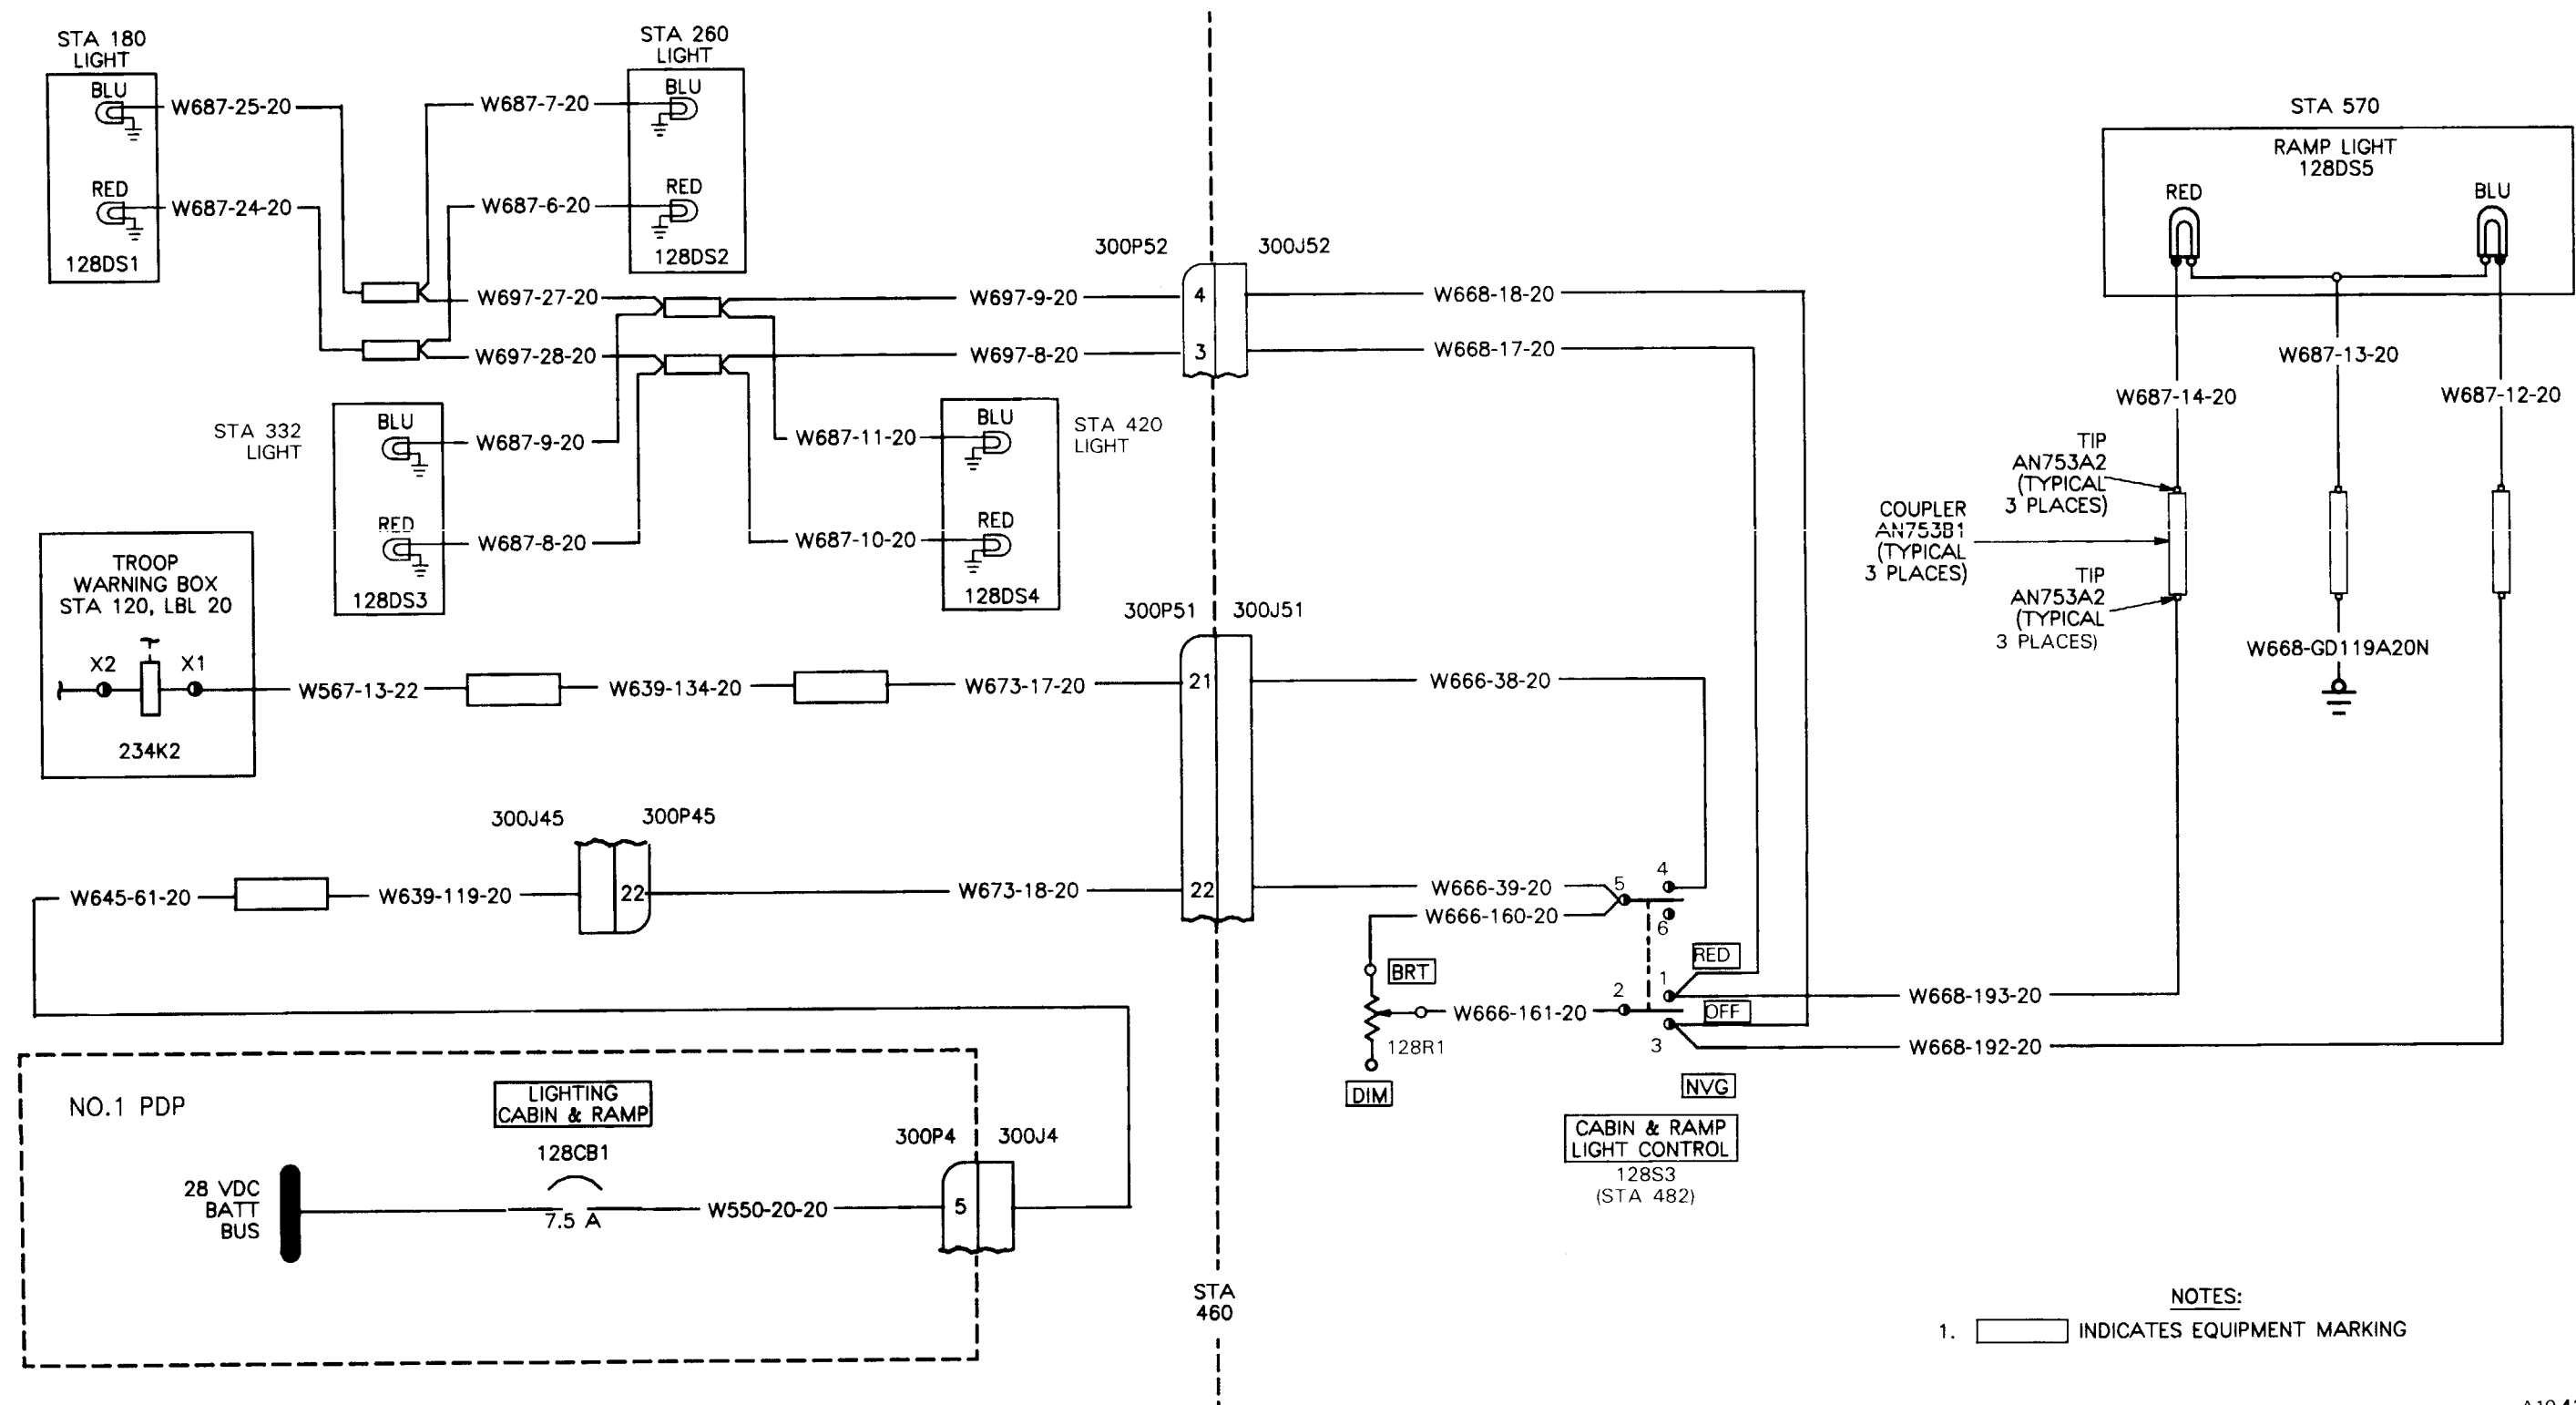 STA 180
LIGHT
BLU
W687-25-20
RED
W687-24-20
128DS1
STA 260
LIGHT
BLU
W687-7-20
RED
W687-6-20
128DS2
W697-27-20
W697-28-20
W697-9-20
W697-8-20
300P52
300J52
4
3
W668-18-20
W668-17-20
STA 332
LIGHT
BLU
W687-9-20
RED
W687-8-20
128DS3
STA 420
LIGHT
BLU
W687-11-20
RED
W687-10-20
128DS4
STA 570
RAMP LIGHT
128DS5
RED
BLU
W687-13-20
W687-14-20
W687-12-20
TIP
AN753A2
(TYPICAL
3 PLACES)
COUPLER
AN753B1
(TYPICAL
3 PLACES)
TIP
AN753A2
(TYPICAL
3 PLACES)
W668-GD119A20N
TROOP
WARNING BOX
STA 120, LBL 20
X2
X1
234K2
W567-13-22
W639-134-20
W673-17-20
300P51
300J51
21
22
W666-38-20
300J45
300P45
22
W645-61-20
W639-119-20
W673-18-20
W666-39-20
W666-160-20
5
4
6
RED
1
2
OFF
3
NVG
BRT
W666-161-20
128R1
DIM
W668-193-20
W668-192-20
CABIN & RAMP
LIGHT CONTROL
128S3
(STA 482)
NO.1 PDP
LIGHTING
CABIN & RAMP
128CB1
7.5 A
28 VDC
BATT
BUS
W550-20-20
300P4
300J4
5
STA
460
NOTES:
1. INDICATES EQUIPMENT MARKING